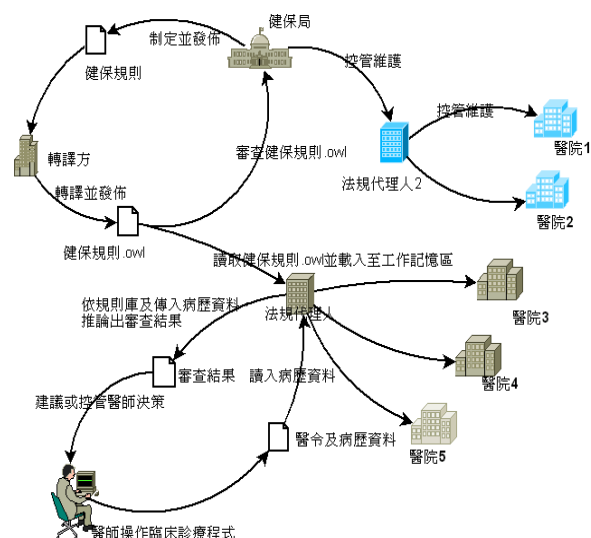 健保局
制定並發佈
健保規則
控管維護
控管維護
醫院1
轉譯方
審查健保規則.owl
法規代理人2
轉譯並發佈
醫院2
健保規則.owl
讀取健保規則.owl並載入至工作記憶區
依規則庫及傳入病歷資料
推論出審查結果
法規代理人
醫院3
審查結果
讀入病歷資料
醫院4
建議或控管醫師決策
醫令及病歷資料
醫院5
醫師操作臨床診療程式